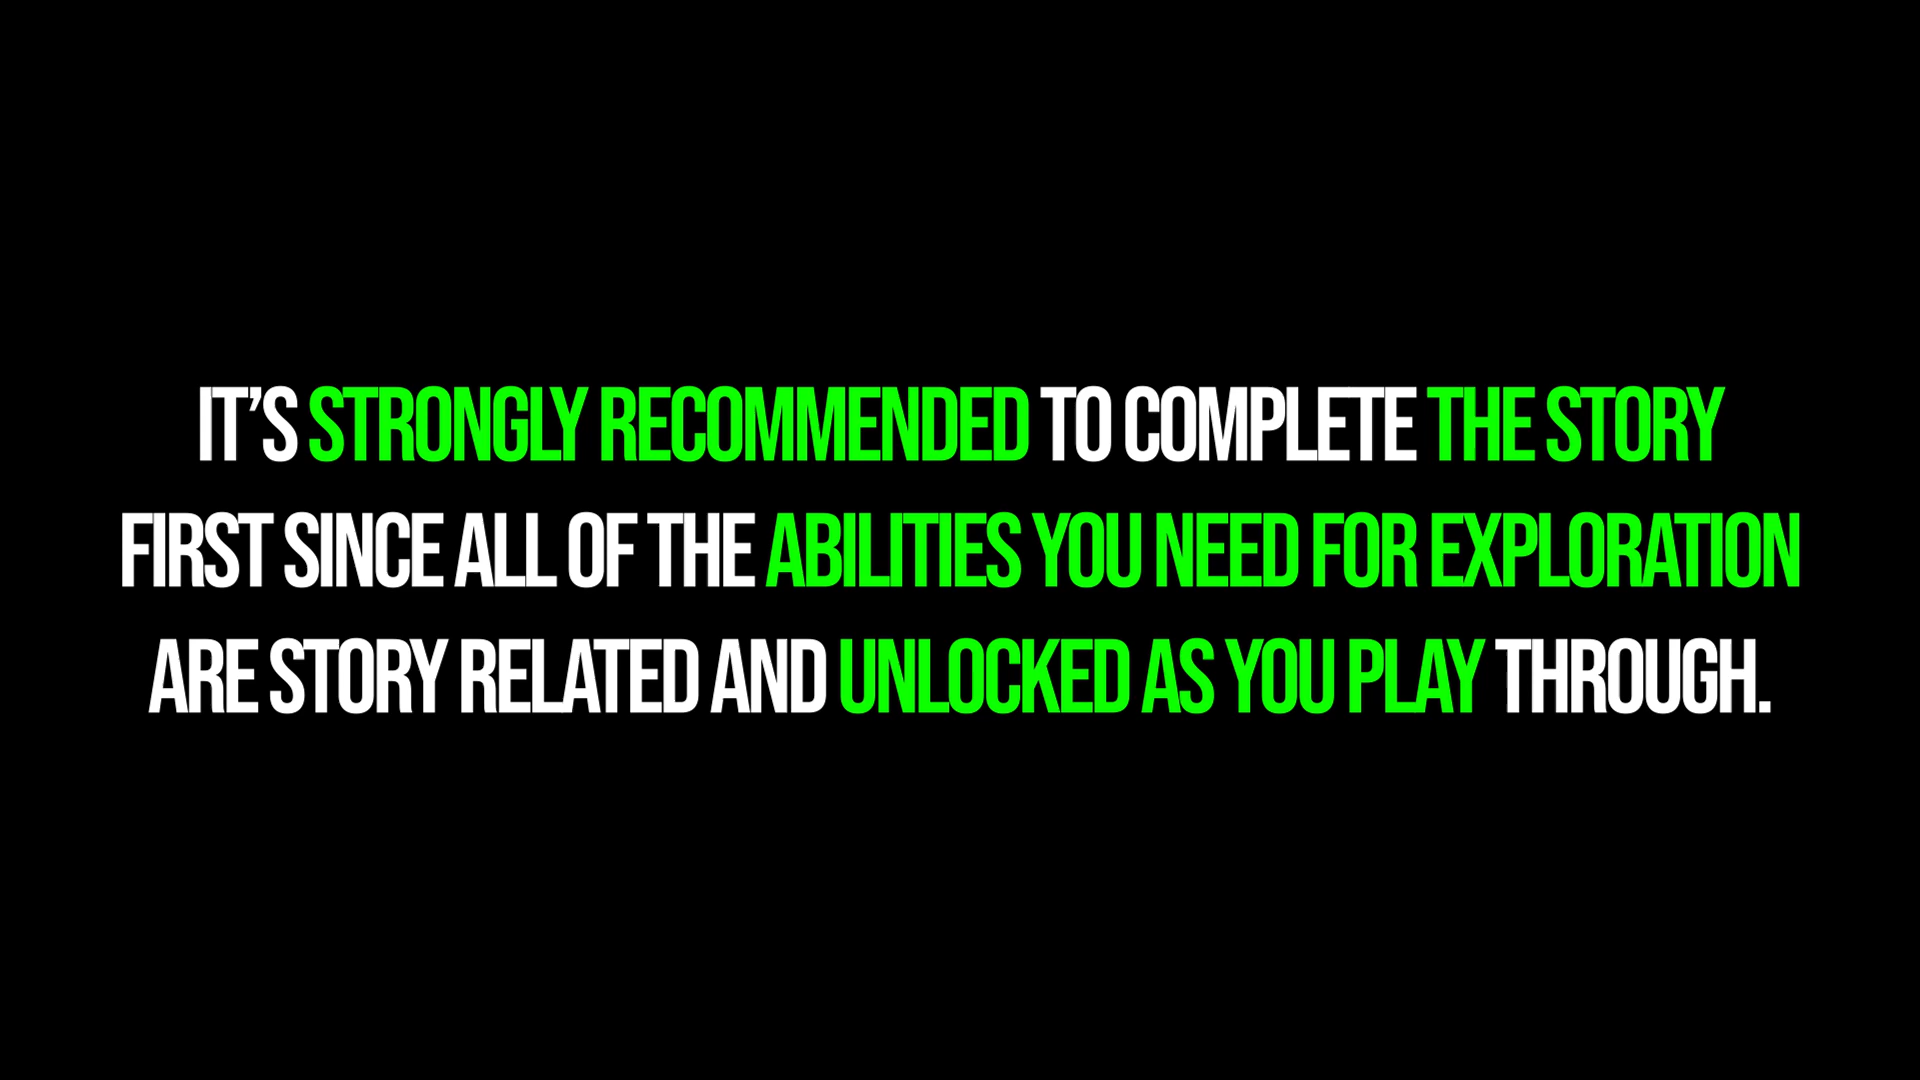 IT’S STRONGLY RECOMMENDED TO COMPLETE THE STORY
FIRST SINCE ALL OF THE ABILITIES YOU NEED FOR EXPLORATION
ARE STORY RELATED AND UNLOCKED AS YOU PLAY THROUGH.